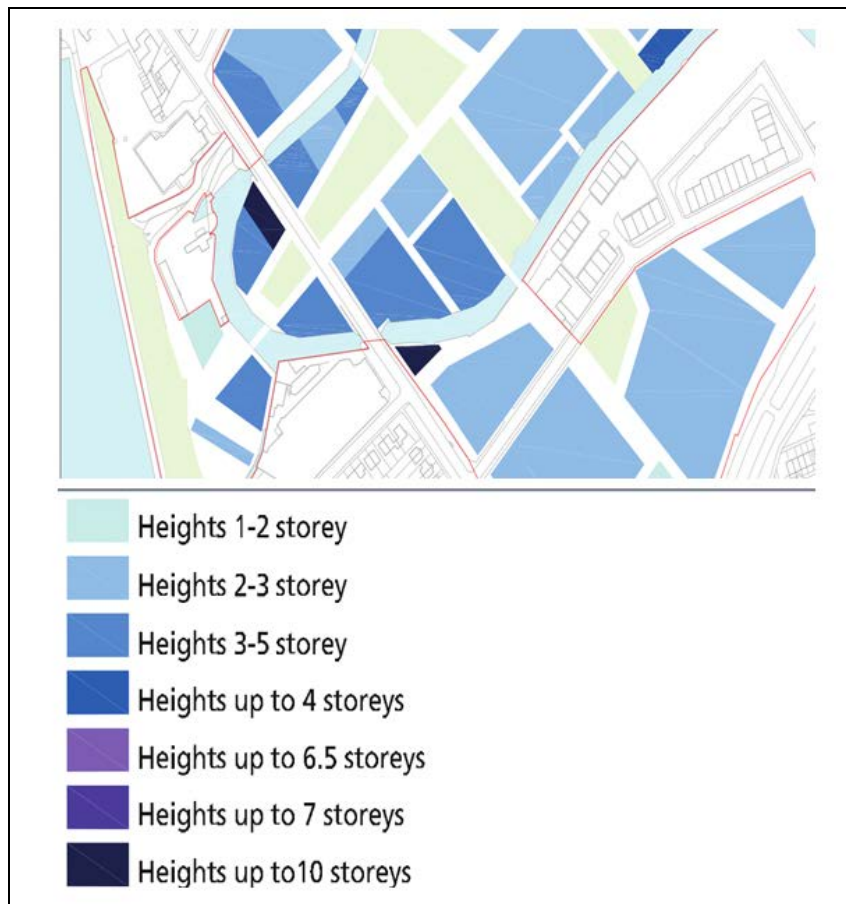 Heights 1-2 storey
Heights 2-3 storey
Heights 3-5 storey
Heights up to 4 storeys
Heights up to 6.5 storeys
Heights up to 7 storeys
Heights up to10 storeys